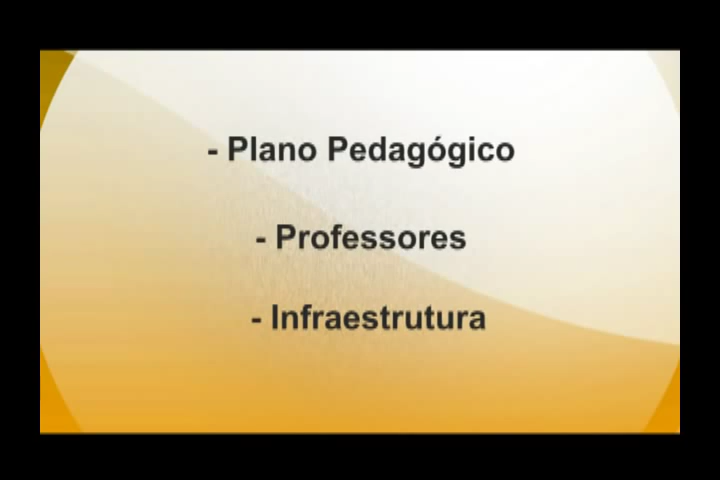 - Plano Pedagógico
- Professores
- Infraestrutura